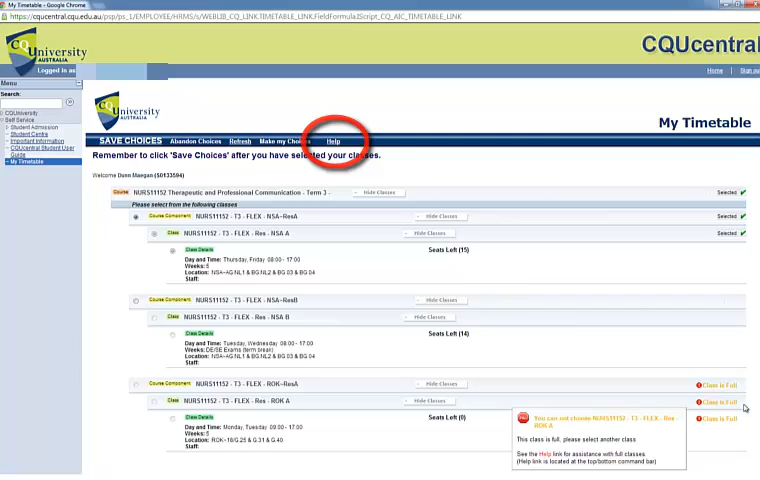 My Timetable - Google Chrome
https://cqucentral.cqu.edu.au/psp/ps_1/EMPLOYEE/HRMS/s/WEBLIB_CQ_LINK.TIMETABLE_LINK.FieldFormula.IScript_CQ_AIC_TIMETABLE_LINK
CQUniversity
AUSTRALIA
CQUcentral
Logged in as
Home | Sign ou
Menu
Search:
CQUniversity
Self Service
Student Admission
Student Centre
Important Information
CQUcentral Student User Guide
My Timetable
CQUniversity
AUSTRALIA
My Timetable
SAVE CHOICES Abandon Choices Refresh Make my Choices Help
Remember to click 'Save Choices' after you have selected your classes.
Welcome Dunn Maegan (S0133594)
Course NURS11152 Therapeutic and Professional Communication - Term 3 - - Hide Classes Selected
Please select from the following classes
Course Component NURS11152 - T3 - FLEX - NSA~ResA - Hide Classes Selected
Class NURS11152 - T3 - FLEX - Res - NSA A - Hide Classes Selected
Class Details Seats Left (15)
Day and Time: Thursday, Friday 08:00 - 17:00
Weeks: 5
Location: NSA~AG.NL1 & BG.NL2 & BG 03 & BG 04
Staff:
Course Component NURS11152 - T3 - FLEX - NSA~ResB - Hide Classes
Class NURS11152 - T3 - FLEX - Res - NSA B - Hide Classes
Class Details Seats Left (14)
Day and Time: Tuesday, Wednesday 08:00 - 17:00
Weeks: DE/SE Exams (term break)
Location: NSA~AG.NL1 & BG.NL2 & BG 03 & BG 04
Staff:
Course Component NURS11152 - T3 - FLEX - ROK~ResA - Hide Classes Class is Full
Class NURS11152 - T3 - FLEX - Res - ROK A - Hide Classes Class is Full
Class Details Seats Left (0) Class is Full
Day and Time: Monday, Tuesday 09:00 - 17:00
Weeks: 5
Location: ROK~18/G.25 & G.31 & G.40
Staff:
You can not choose NURS11152 - T3 - FLEX - Res - ROK A
This class is full, please select another class
See the Help link for assistance with full classes
(Help link is located at the top/bottom command bar)